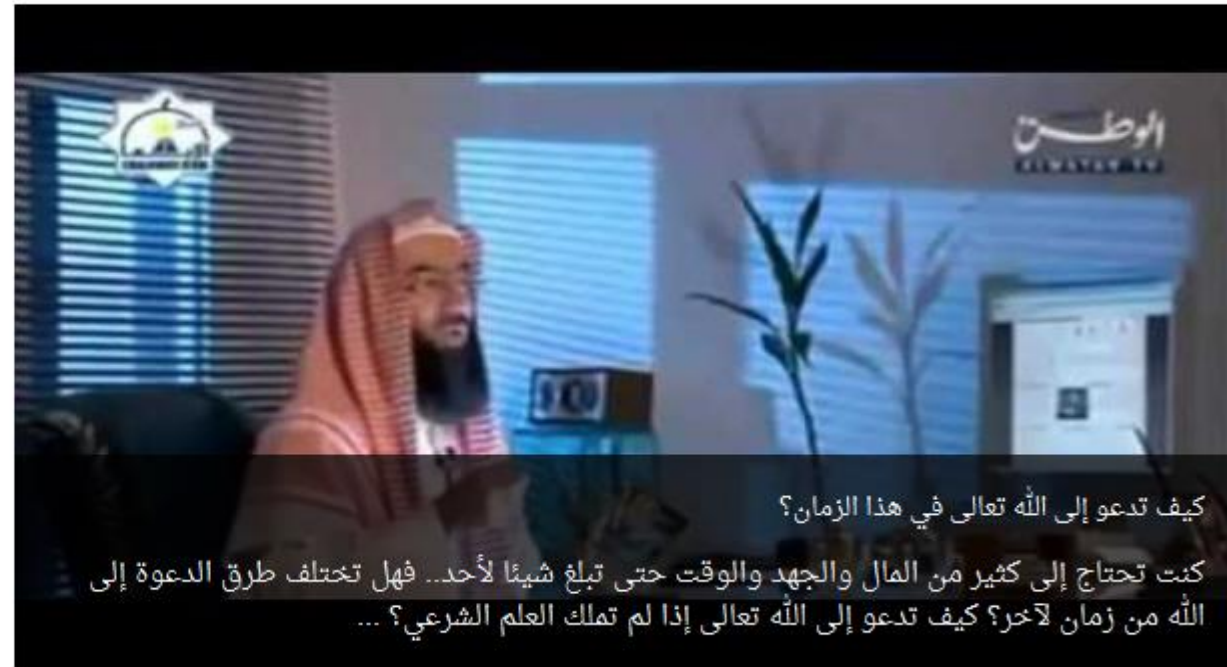 الوطن
ALWATAN TV
كيف تدعو إلى الله تعالى في هذا الزمان؟
كنت تحتاج إلى كثير من المال والجهد والوقت حتى تبلغ شيئا لأحد.. فهل تختلف طرق الدعوة إلى
الله من زمان لآخر؟ كيف تدعو إلى الله تعالى إذا لم تملك العلم الشرعي؟ ...